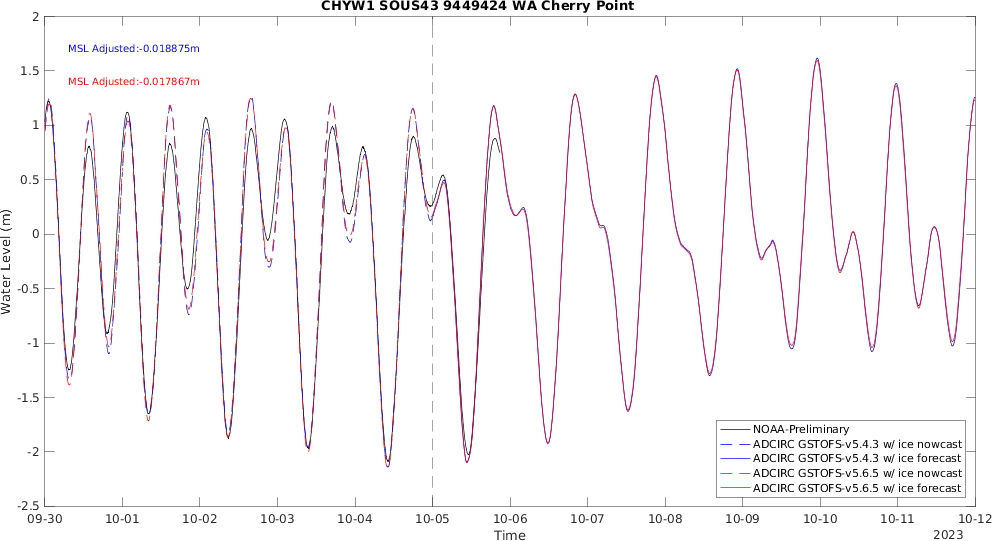 CHYW1 SOUS43 9449424 WA Cherry Point
MSL Adjusted:-0.018875m
MSL Adjusted:-0.017867m
Water Level (m)
2
1.5
1
0.5
0
-0.5
-1
-1.5
-2
-2.5
NOAA-Preliminary
ADCIRC GSTOFS-v5.4.3 w/ ice nowcast
ADCIRC GSTOFS-v5.4.3 w/ ice forecast
ADCIRC GSTOFS-v5.6.5 w/ ice nowcast
ADCIRC GSTOFS-v5.6.5 w/ ice forecast
09-30 10-01 10-02 10-03 10-04 10-05 10-06 10-07 10-08 10-09 10-10 10-11 10-12
Time
2023